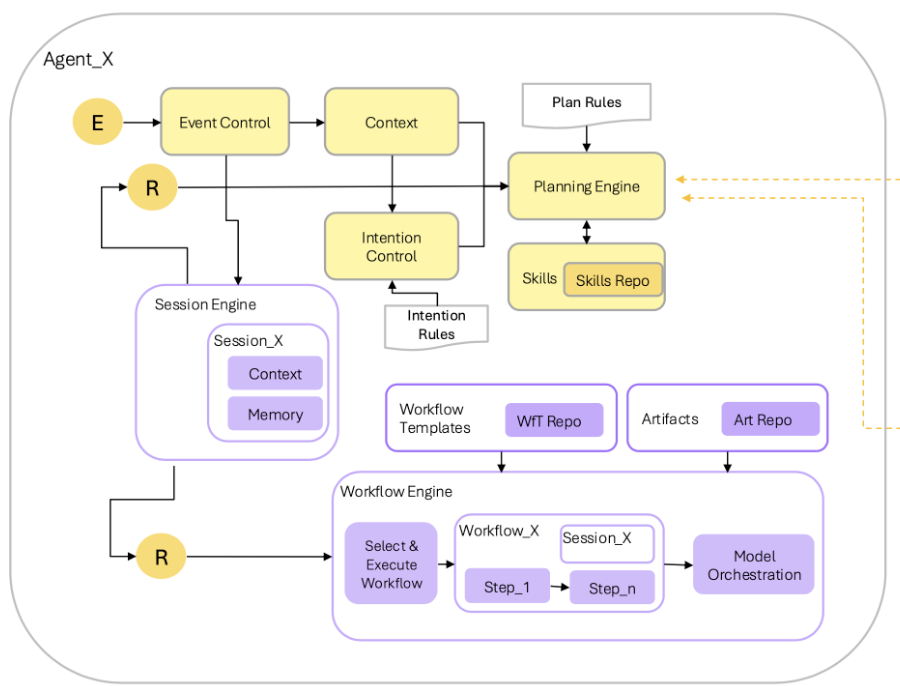 Agent_X
E
Event Control
Context
Plan Rules
R
Planning Engine
Intention
Control
Skills
Skills Repo
Intention
Rules
Session Engine
Session_X
Context
Memory
Workflow
Templates
WfT Repo
Artifacts
Art Repo
Workflow Engine
R
Select &
Execute
Workflow
Workflow_X
Session_X
Step_1
Step_n
Model
Orchestration